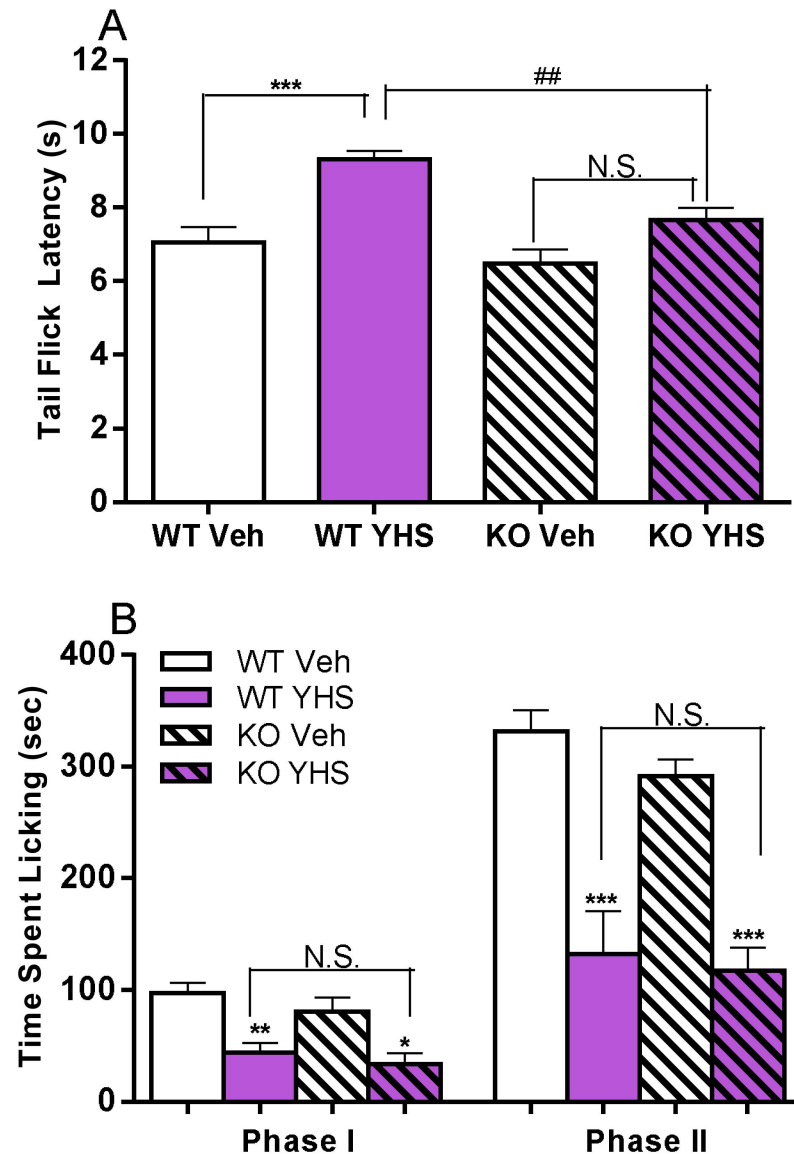 A
Tail Flick Latency (s)
12
10
8
6
4
2
0
***
##
N.S.
WT Veh
WT YHS
KO Veh
KO YHS
B
Time Spent Licking (sec)
400
300
200
100
0
WT Veh
WT YHS
KO Veh
KO YHS
N.S.
**
*
N.S.
***
***
Phase I
Phase II